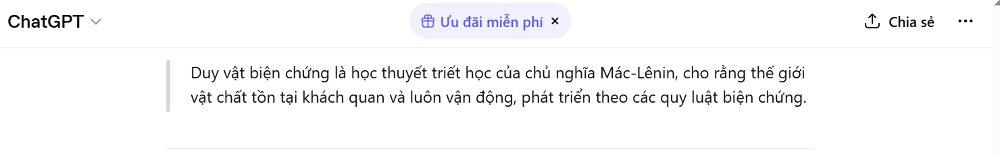 ChatGPT
Ưu đãi miễn phí
Chia sẻ
Duy vật biện chứng là học thuyết triết học của chủ nghĩa Mác-Lênin, cho rằng thế giới
vật chất tồn tại khách quan và luôn vận động, phát triển theo các quy luật biện chứng.